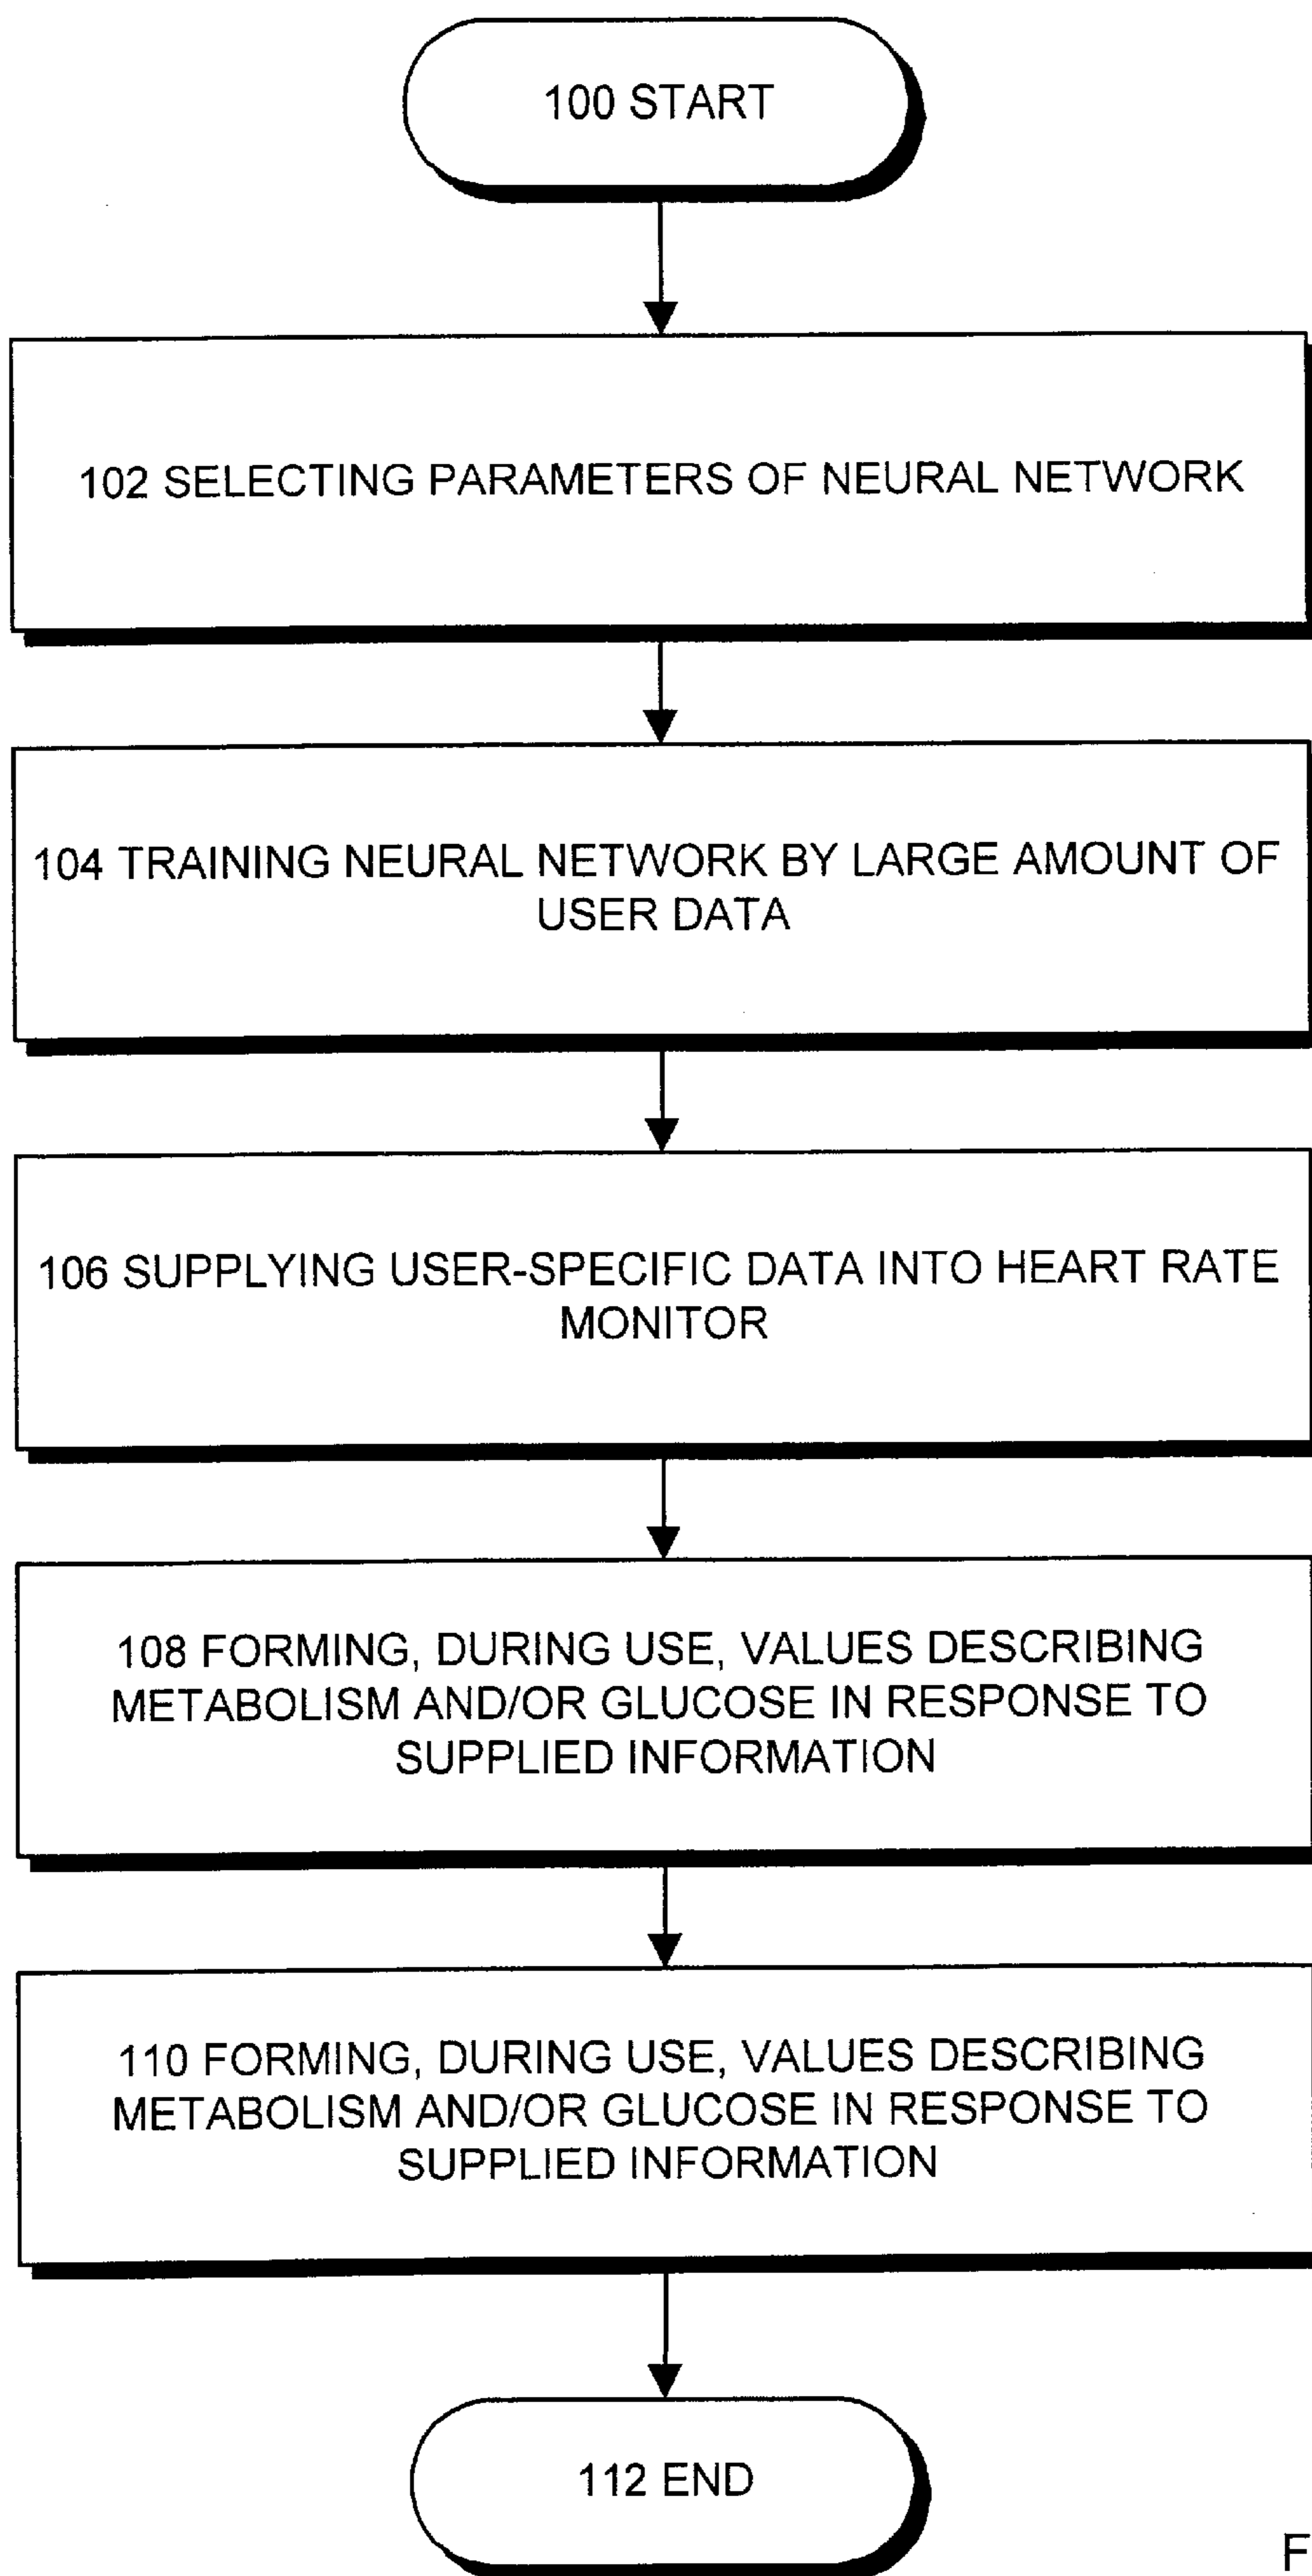 100 START
102 SELECTING PARAMETERS OF NEURAL NETWORK
104 TRAINING NEURAL NETWORK BY LARGE AMOUNT OF
USER DATA
106 SUPPLYING USER-SPECIFIC DATA INTO HEART RATE
MONITOR
108 FORMING, DURING USE, VALUES DESCRIBING
METABOLISM AND/OR GLUCOSE IN RESPONSE TO
SUPPLIED INFORMATION
110 FORMING, DURING USE, VALUES DESCRIBING
METABOLISM AND/OR GLUCOSE IN RESPONSE TO
SUPPLIED INFORMATION
112 END
F